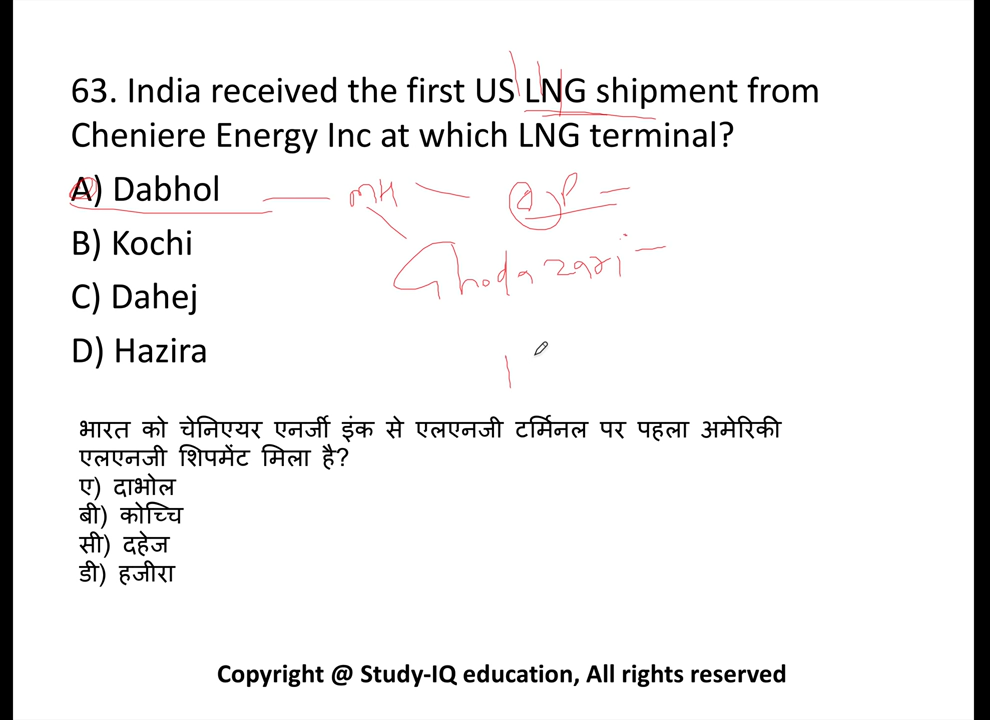 63. India received the first US LNG shipment from
Cheniere Energy Inc at which LNG terminal?
A) Dabhol
MH
B) Kochi
Ghodazari
C) Dahej
D) Hazira
भारत को चेनिएयर एनर्जी इंक से एलएनजी टर्मिनल पर पहला अमेरिकी
एलएनजी शिपमेंट मिला है?
ए) दाभोल
बी) कोच्चि
सी) दहेज
डी) हजीरा
Copyright @ Study-IQ education, All rights reserved